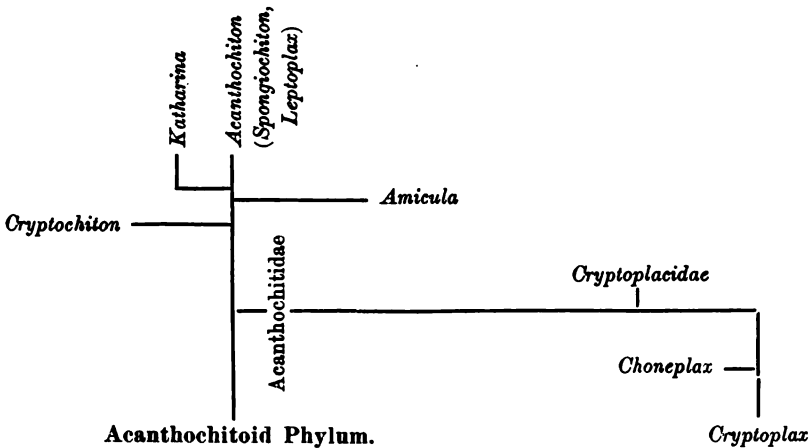 Katharina
Acanthochiton
(Spongiochiton,
Leptoplax)
Amicula
Cryptochiton
Acanthochitidae
Cryptoplacidae
Choneplax
Cryptoplax
Acanthochitoid Phylum.